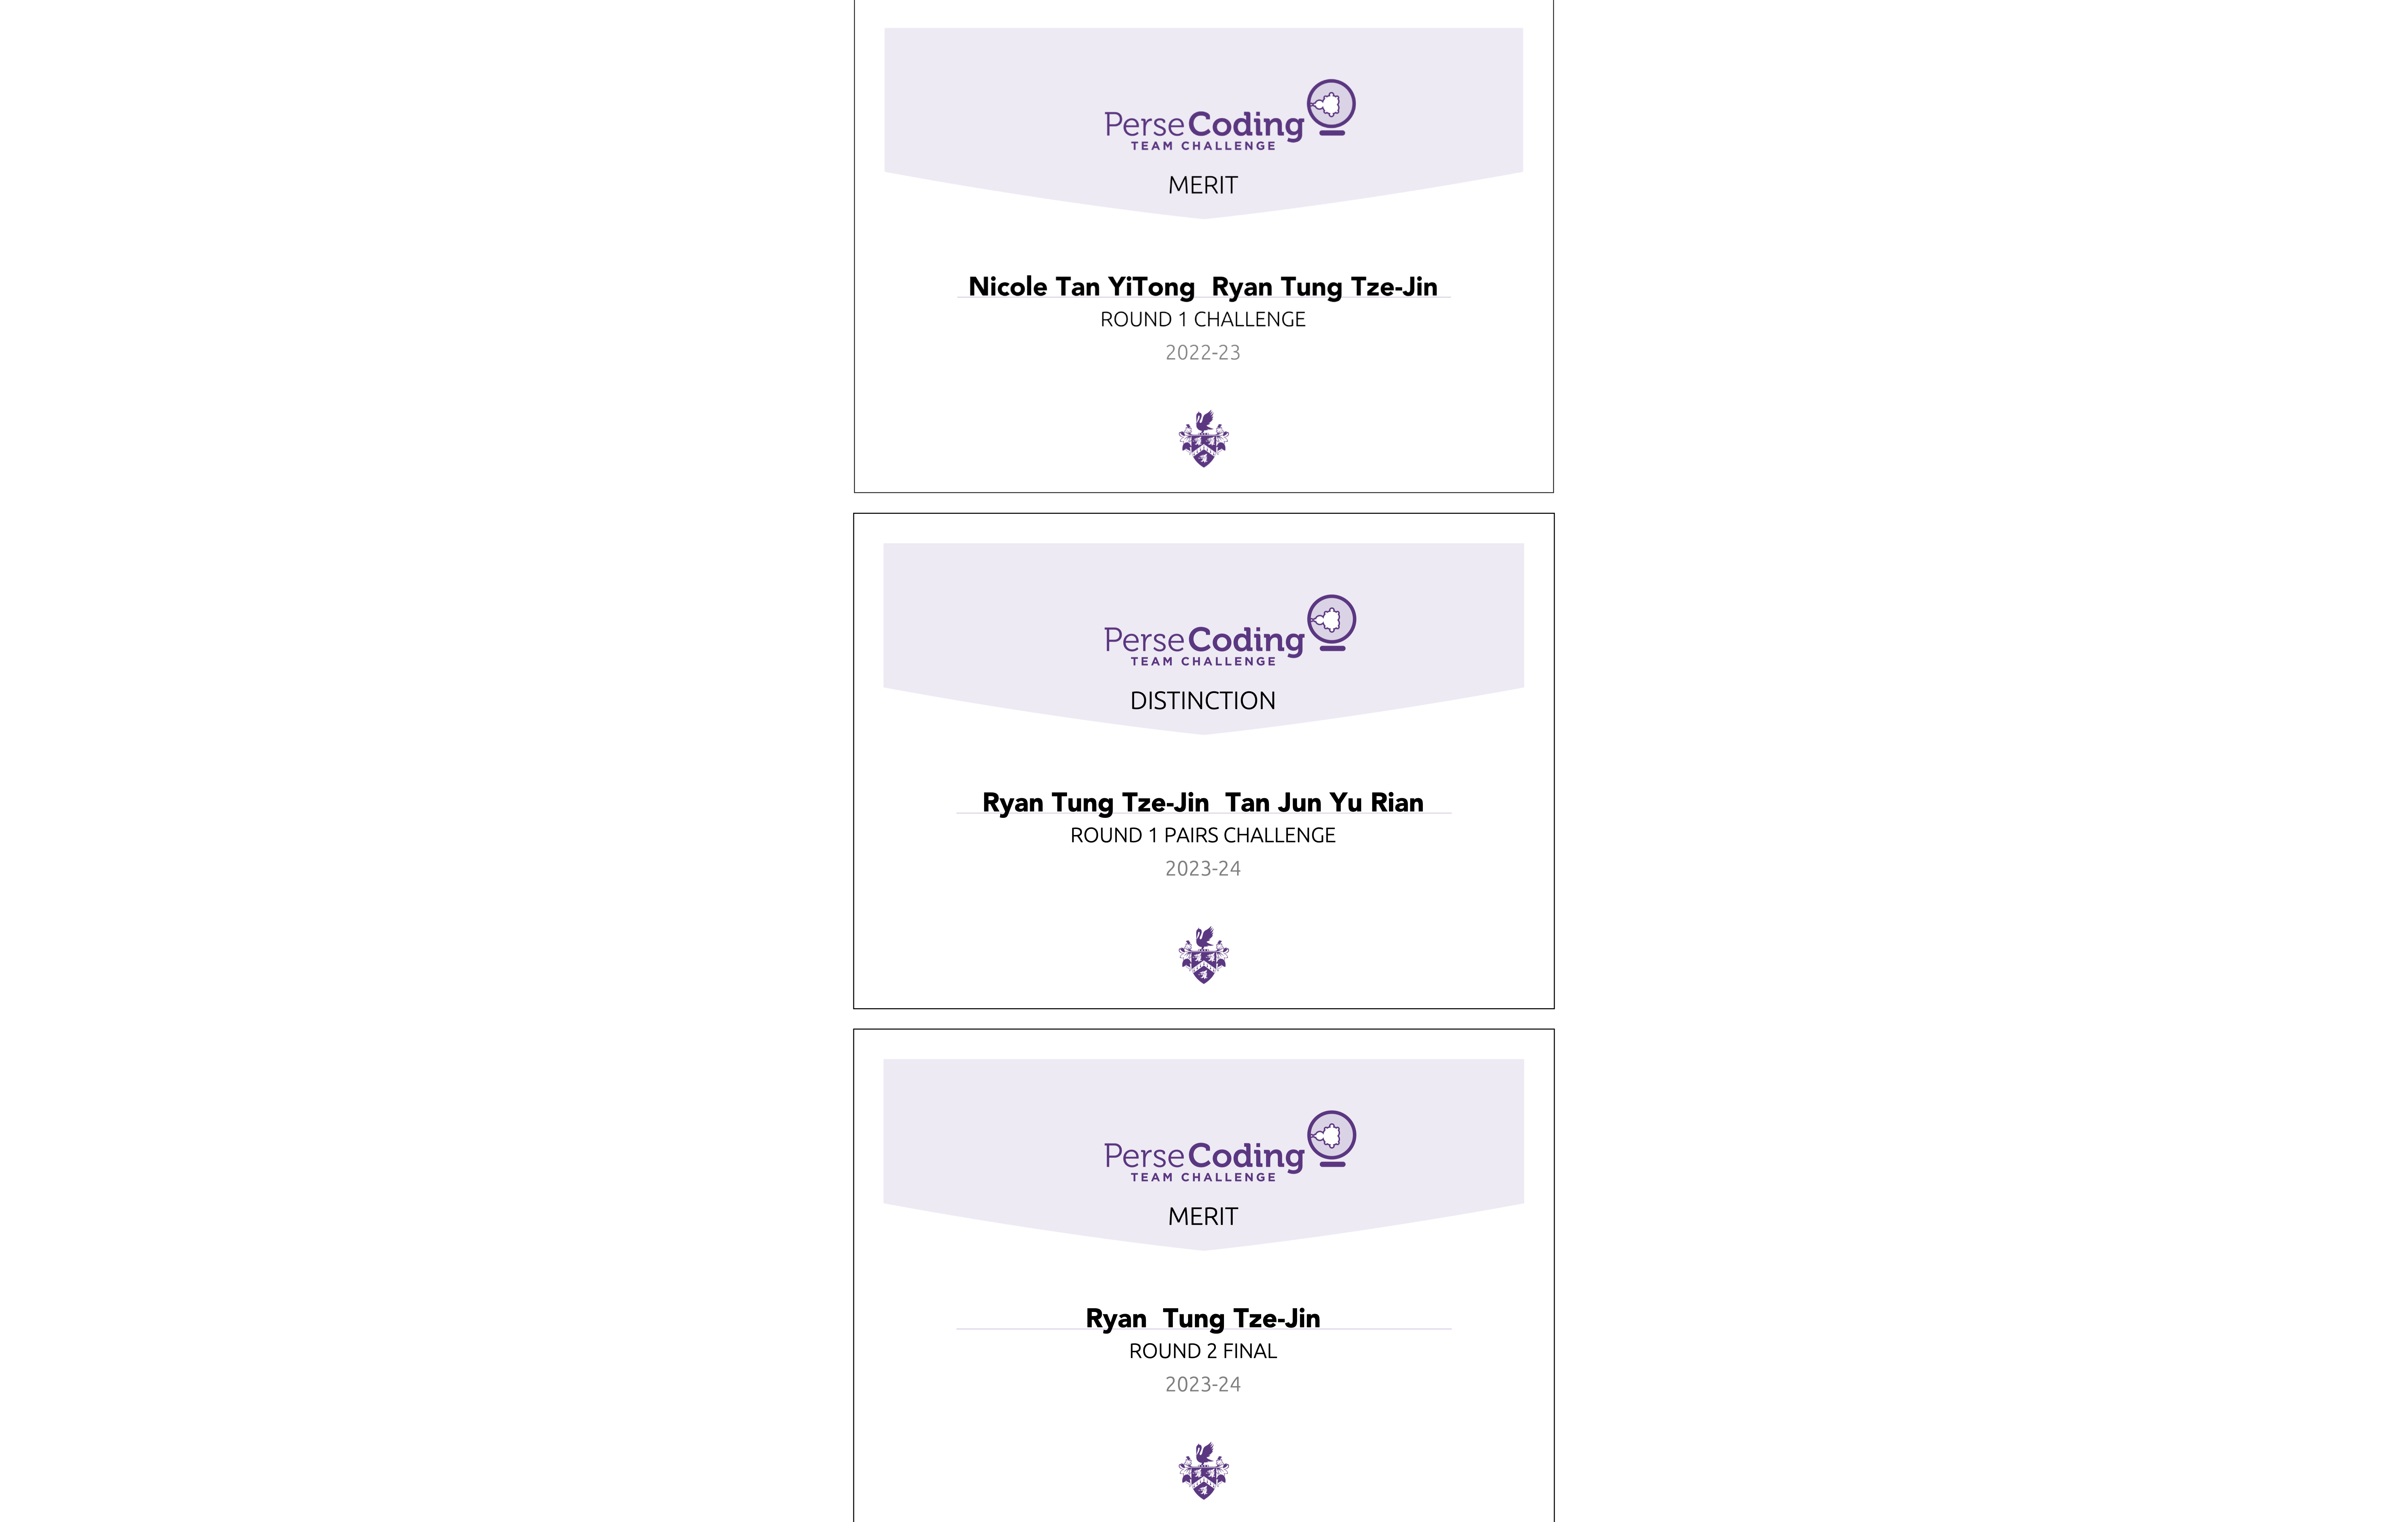 PerseCoding
TEAM CHALLENGE
MERIT
Nicole Tan YiTong  Ryan Tung Tze-Jin
ROUND 1 CHALLENGE
2022-23
PerseCoding
TEAM CHALLENGE
DISTINCTION
Ryan Tung Tze-Jin  Tan Jun Yu Rian
ROUND 1 PAIRS CHALLENGE
2023-24
PerseCoding
TEAM CHALLENGE
MERIT
Ryan  Tung Tze-Jin
ROUND 2 FINAL
2023-24